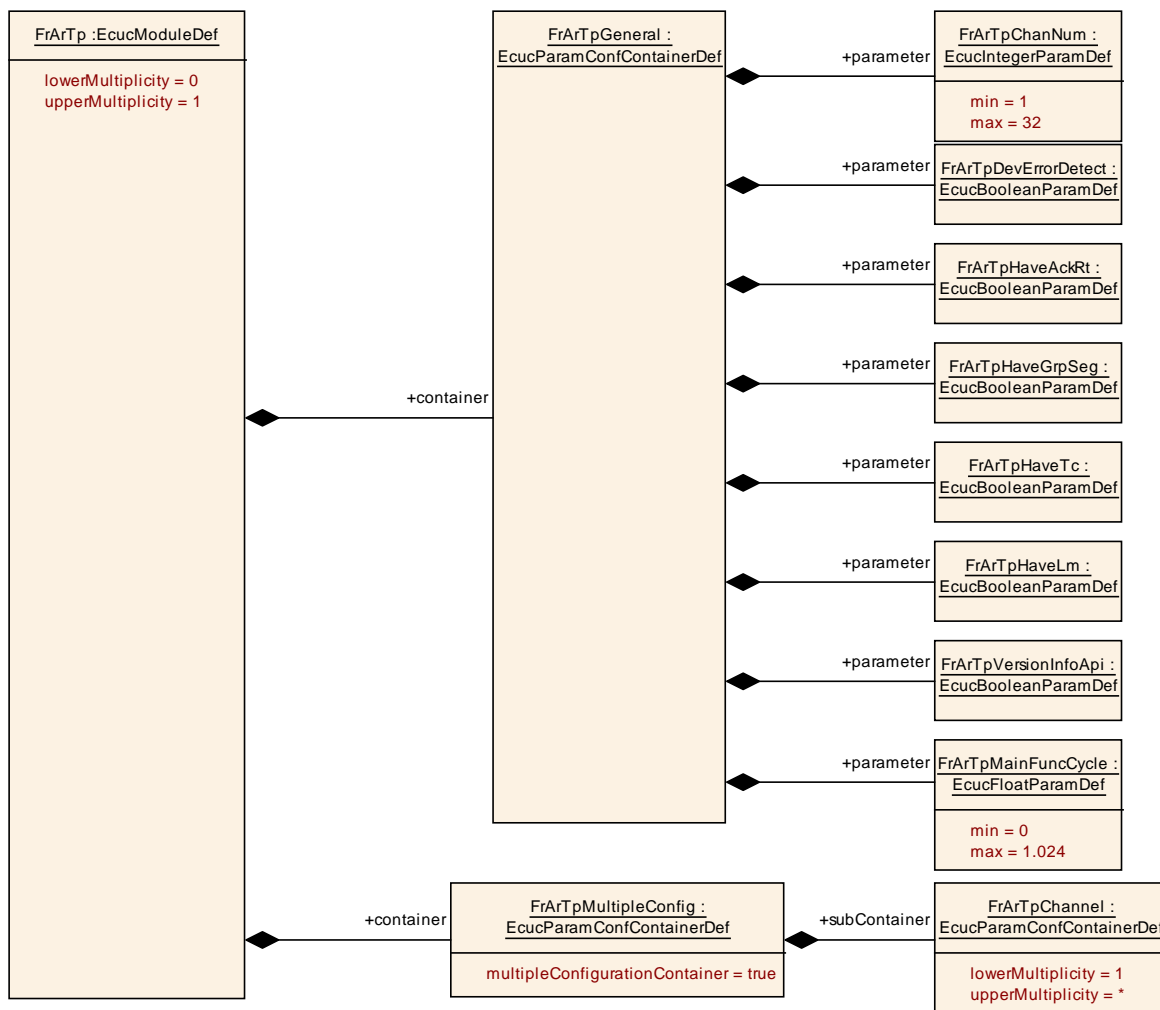 FrArTp :EcucModuleDef
lowerMultiplicity = 0
upperMultiplicity = 1
+container
FrArTpGeneral :
EcucParamConfContainerDef
+parameter
FrArTpChanNum :
EcucIntegerParamDef
min = 1
max = 32
+parameter
FrArTpDevErrorDetect :
EcucBooleanParamDef
+parameter
FrArTpHaveAckRt :
EcucBooleanParamDef
+parameter
FrArTpHaveGrpSeg :
EcucBooleanParamDef
+parameter
FrArTpHaveTc :
EcucBooleanParamDef
+parameter
FrArTpHaveLm :
EcucBooleanParamDef
+parameter
FrArTpVersionInfoApi :
EcucBooleanParamDef
+parameter
FrArTpMainFuncCycle :
EcucFloatParamDef
min = 0
max = 1.024
+container
FrArTpMultipleConfig :
EcucParamConfContainerDef
multipleConfigurationContainer = true
+subContainer
FrArTpChannel :
EcucParamConfContainerDef
lowerMultiplicity = 1
upperMultiplicity = *